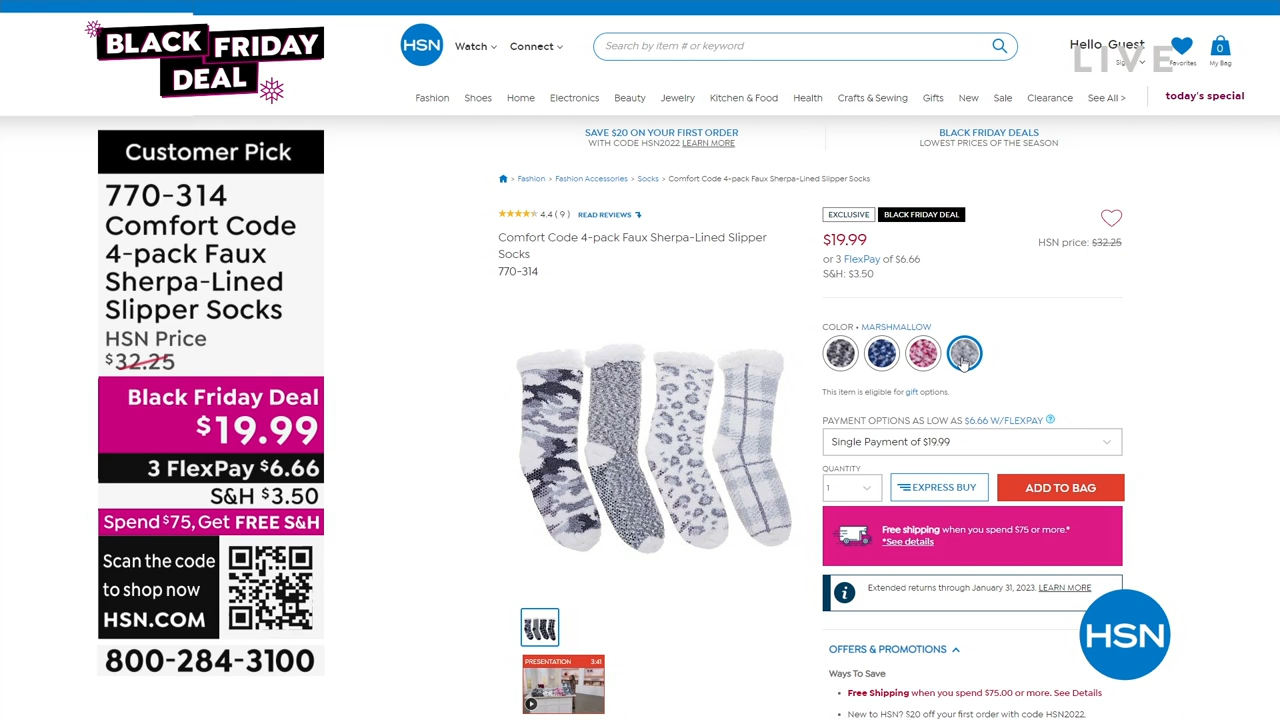 BLACK FRIDAY
DEAL
HSN
Watch
Connect
Search by item # or keyword
Hello, Guest
LIVE
Favorites
0
My Bag
Fashion
Shoes
Home
Electronics
Beauty
Jewelry
Kitchen & Food
Health
Crafts & Sewing
Gifts
New
Sale
Clearance
See All >
today's special
SAVE $20 ON YOUR FIRST ORDER
WITH CODE HSN2022 LEARN MORE
BLACK FRIDAY DEALS
LOWEST PRICES OF THE SEASON
Customer Pick
770-314
Comfort Code
4-pack Faux
Sherpa-Lined
Slipper Socks
HSN Price
$32.25
Black Friday Deal
$19.99
3 FlexPay $6.66
S&H $3.50
Spend $75, Get FREE S&H
Scan the code
to shop now
HSN.COM
800-284-3100
> Fashion > Fashion Accessories > Socks > Comfort Code 4-pack Faux Sherpa-Lined Slipper Socks
4.4 ( 9 ) READ REVIEWS
Comfort Code 4-pack Faux Sherpa-Lined Slipper
Socks
770-314
PRESENTATION 3:41
EXCLUSIVE
BLACK FRIDAY DEAL
$19.99
HSN price: $32.25
or 3 FlexPay of $6.66
S&H: $3.50
COLOR • MARSHMALLOW
This item is eligible for gift options.
PAYMENT OPTIONS AS LOW AS $6.66 W/FLEXPAY ?
Single Payment of $19.99
QUANTITY
1
EXPRESS BUY
ADD TO BAG
Free shipping when you spend $75 or more.*
*See details
i
Extended returns through January 31, 2023. LEARN MORE
HSN
OFFERS & PROMOTIONS
Ways To Save
• Free Shipping when you spend $75.00 or more. See Details
• New to HSN? $20 off your first order with code HSN2022.